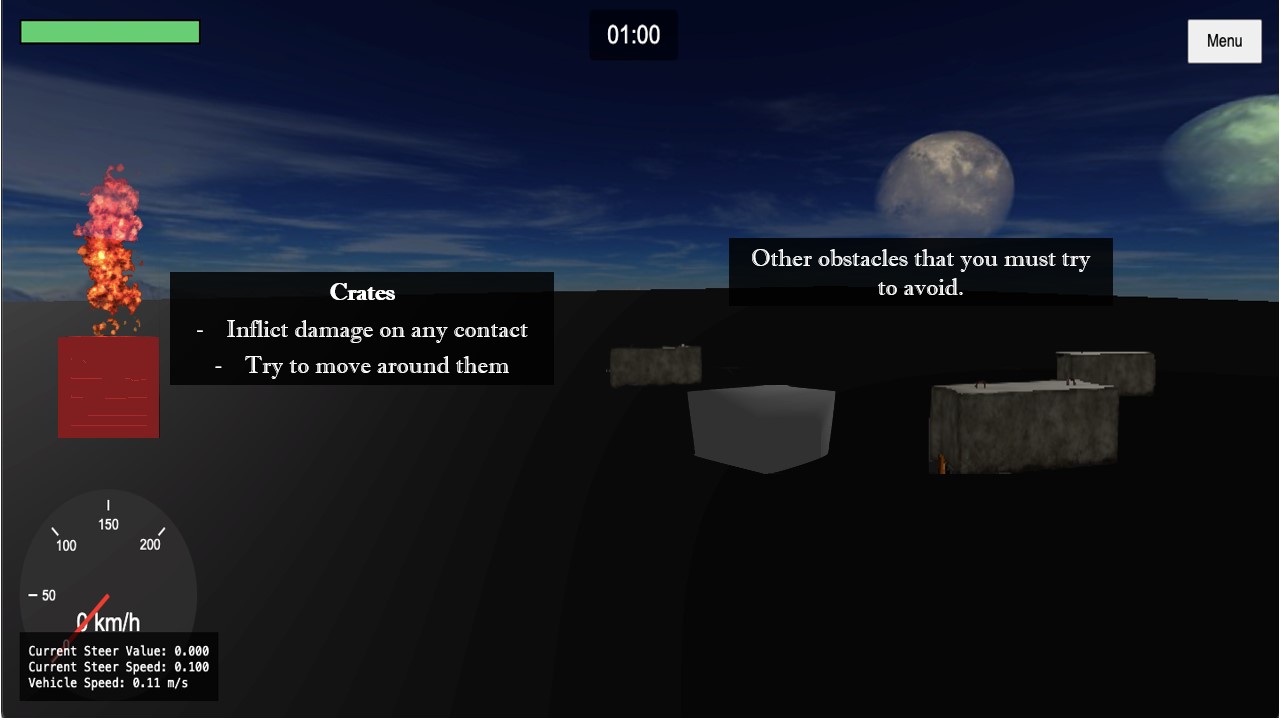 01:00
Menu
Other obstacles that you must try
to avoid.
Crates
- Inflict damage on any contact
- Try to move around them
150
100
200
50
0 km/h
0
Current Steer Value: 0.000
Current Steer Speed: 0.100
Vehicle Speed: 0.11 m/s